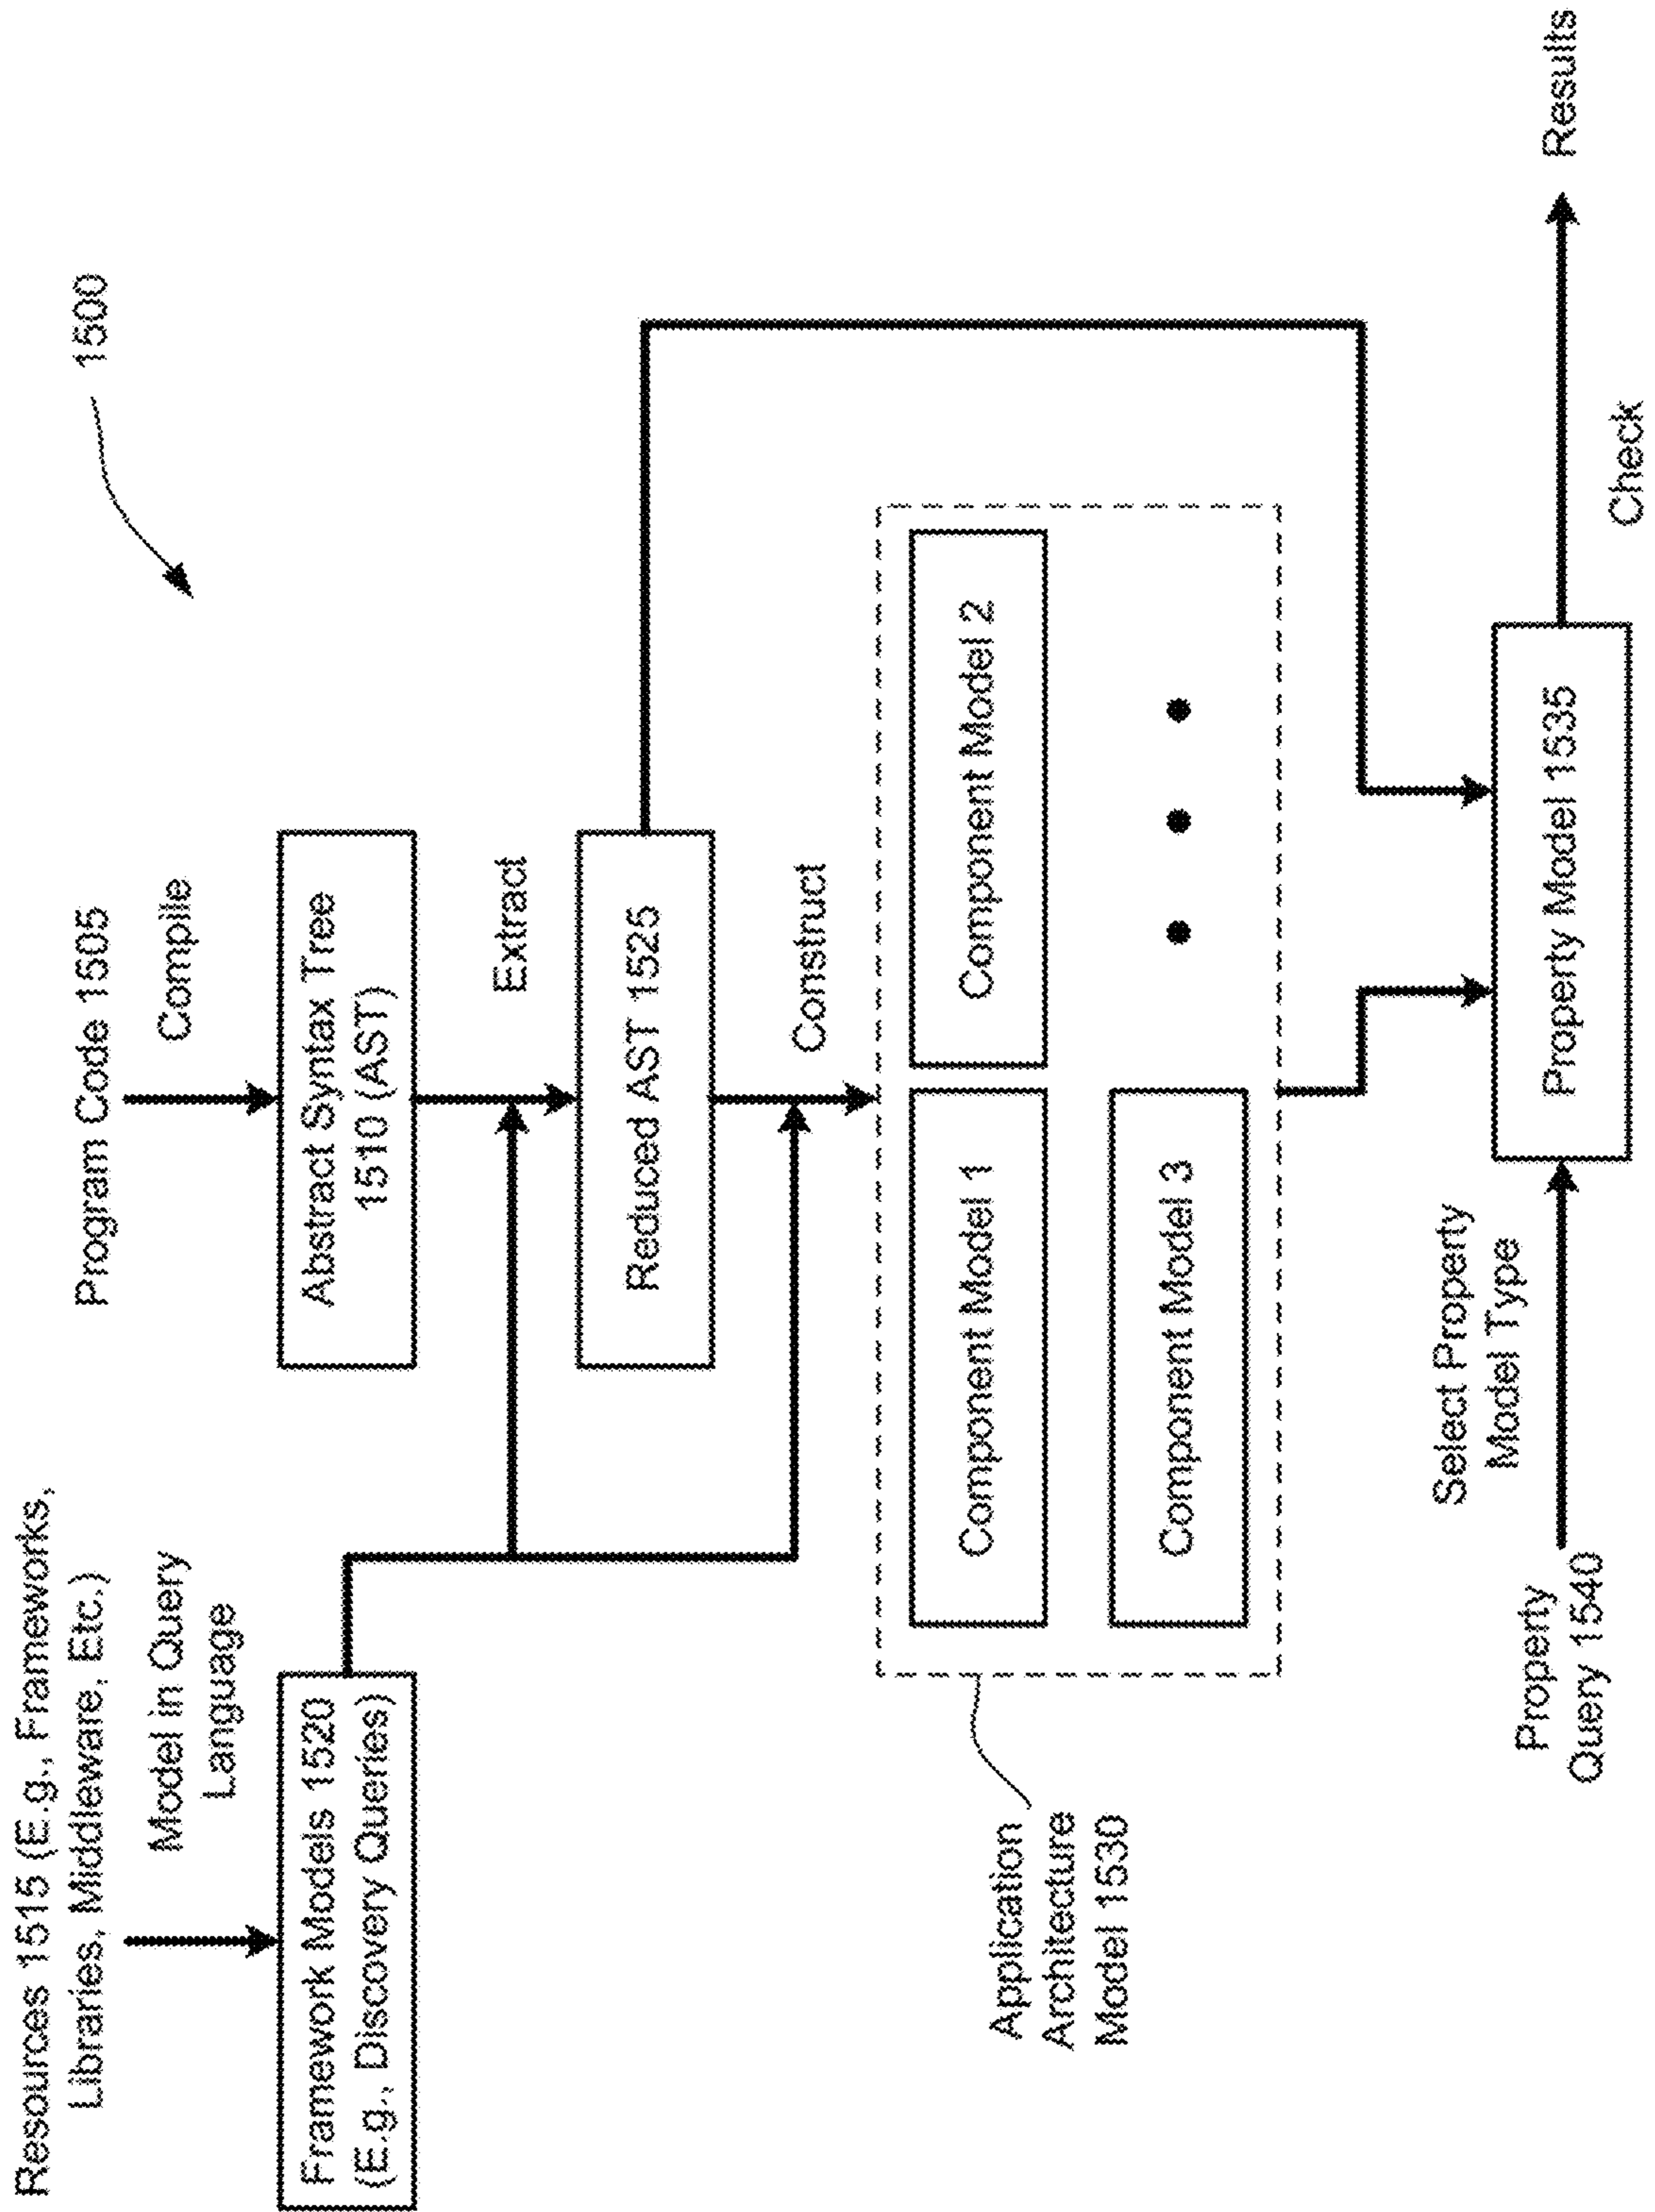 1500
Resources 1515 (E.g., Frameworks,
Libraries, Middleware, Etc.)
Model in Query
Language
Framework Models 1520
(E.g., Discovery Queries)
Program Code 1505
Compile
Abstract Syntax Tree
1510 (AST)
Extract
Reduced AST 1525
Construct
Component Model 1
Component Model 2
Component Model 3
Application
Architecture
Model 1530
Property
Query 1540
Select Property
Model Type
Property Model 1535
Check
Results